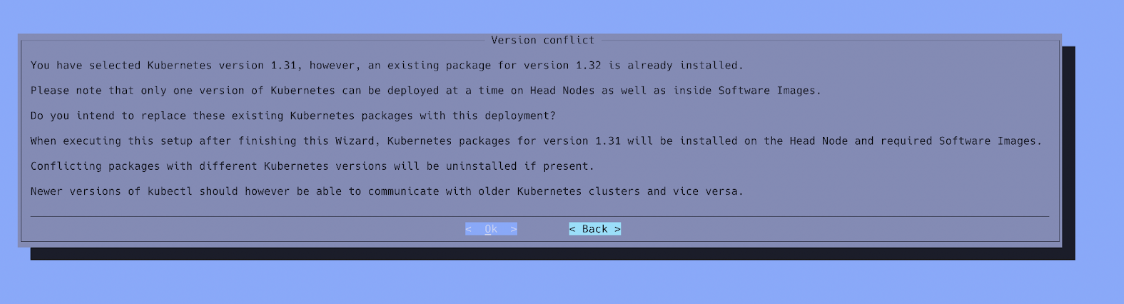 Version conflict
You have selected Kubernetes version 1.31, however, an existing package for version 1.32 is already installed.
Please note that only one version of Kubernetes can be deployed at a time on Head Nodes as well as inside Software Images.
Do you intend to replace these existing Kubernetes packages with this deployment?
When executing this setup after finishing this Wizard, Kubernetes packages for version 1.31 will be installed on the Head Node and required Software Images.
Conflicting packages with different Kubernetes versions will be uninstalled if present.
Newer versions of kubectl should however be able to communicate with older Kubernetes clusters and vice versa.
< Ok > < Back >